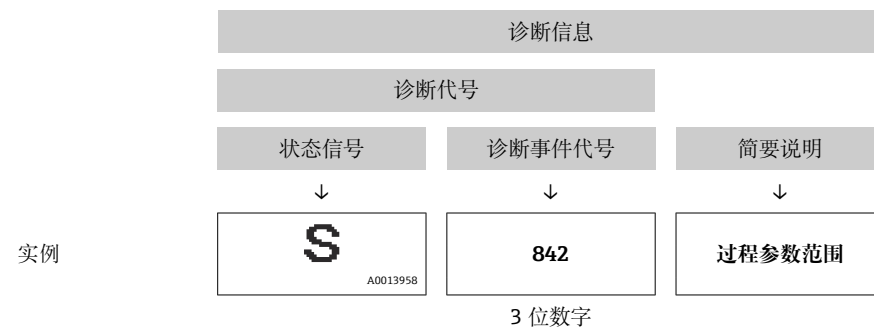 诊断信息
诊断代号
状态信号 诊断事件代号 简要说明
↓ ↓ ↓
实例 S 842 过程参数范围
A0013958
3 位数字